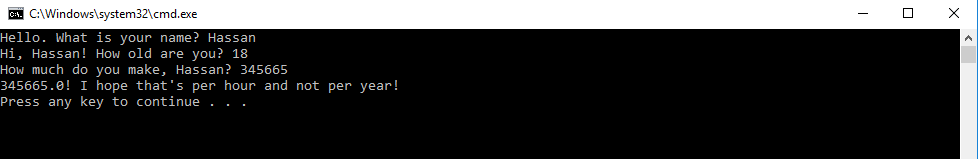 C:\Windows\system32\cmd.exe
Hello. What is your name? Hassan
Hi, Hassan! How old are you? 18
How much do you make, Hassan? 345665
345665.0! I hope that's per hour and not per year!
Press any key to continue . . .